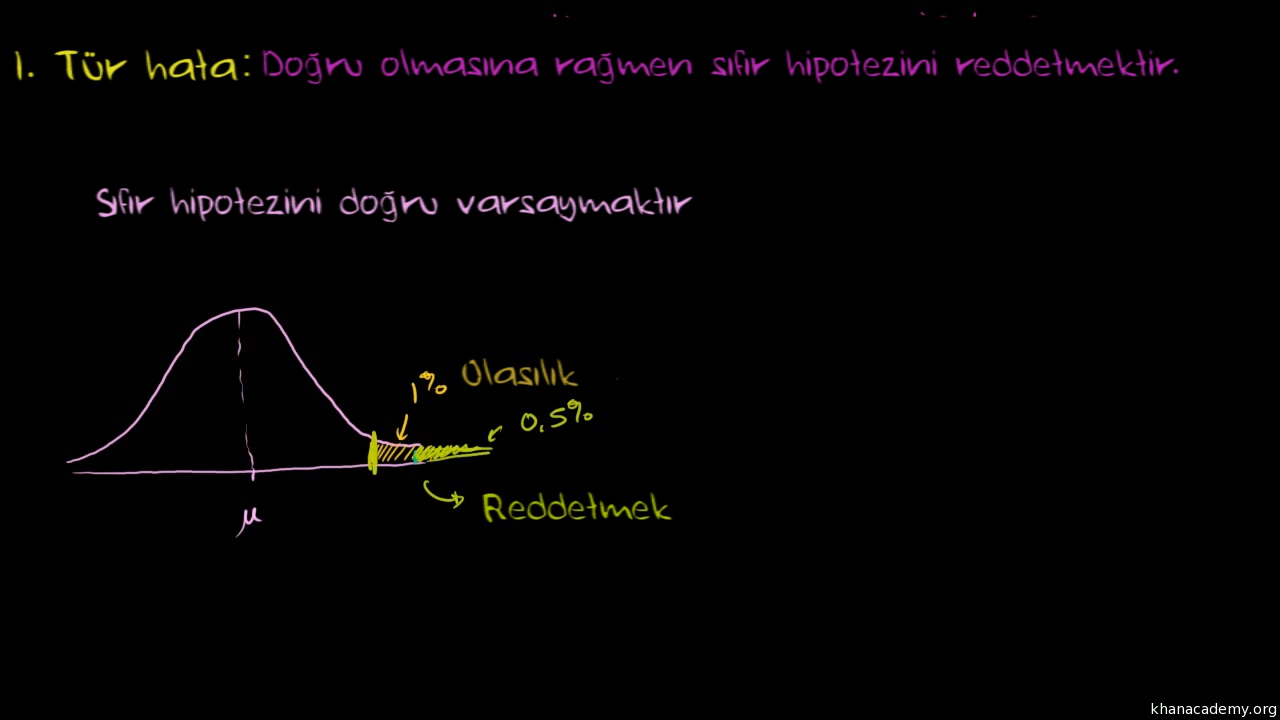 1. Tür hata: Doğru olmasına rağmen sıfır hipotezini reddetmektir.
Sıfır hipotezini doğru varsaymaktır
1% Olasılık
0,5%
Reddetmek
μ
khanacademy.org